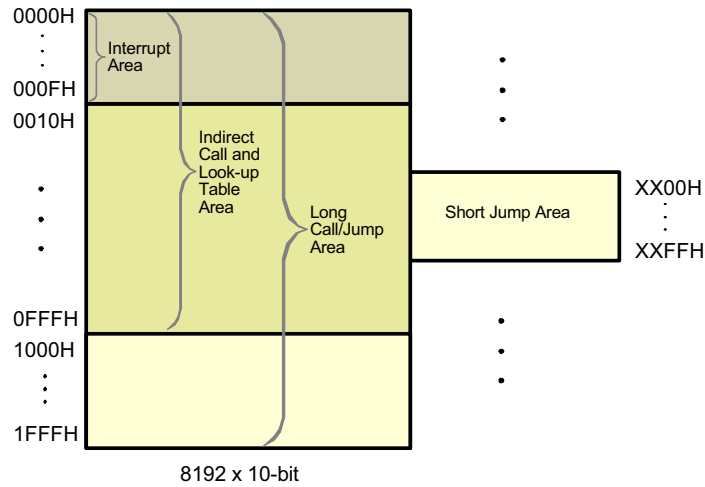 0000H
000FH
0010H
0FFFH
1000H
1FFFH
Interrupt
Area
Indirect
Call and
Look-up
Table
Area
Long
Call/Jump
Area
Short Jump Area
XX00H
XXFFH
8192 x 10-bit